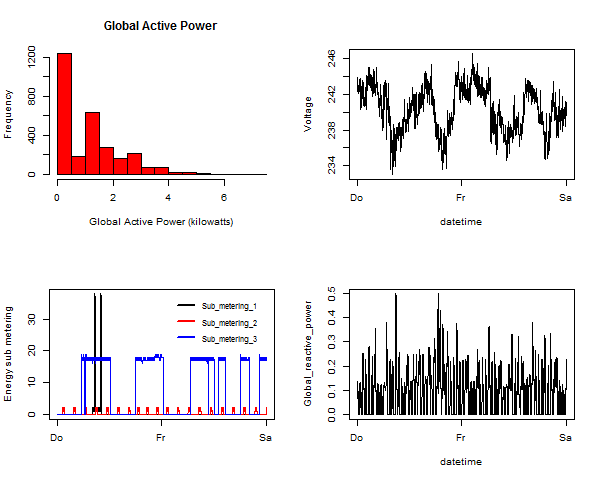 Global Active Power
Frequency
0 400 800 1200
0 2 4 6
Global Active Power (kilowatts)
Voltage
234 238 242 246
Do Fr Sa
datetime
Energy sub metering
0 10 20 30
Sub_metering_1
Sub_metering_2
Sub_metering_3
Do Fr Sa
Global_reactive_power
0.0 0.1 0.2 0.3 0.4 0.5
Do Fr Sa
datetime